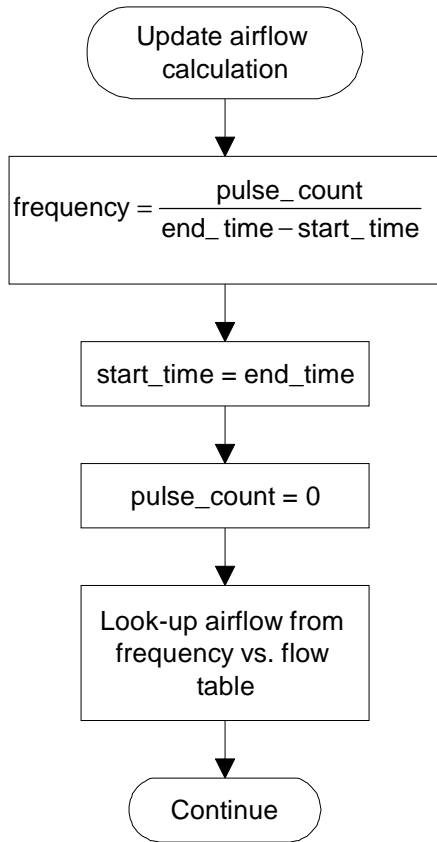 Update airflow
calculation
frequency = pulse_count / end_time − start_time
start_time = end_time
pulse_count = 0
Look-up airflow from
frequency vs. flow
table
Continue